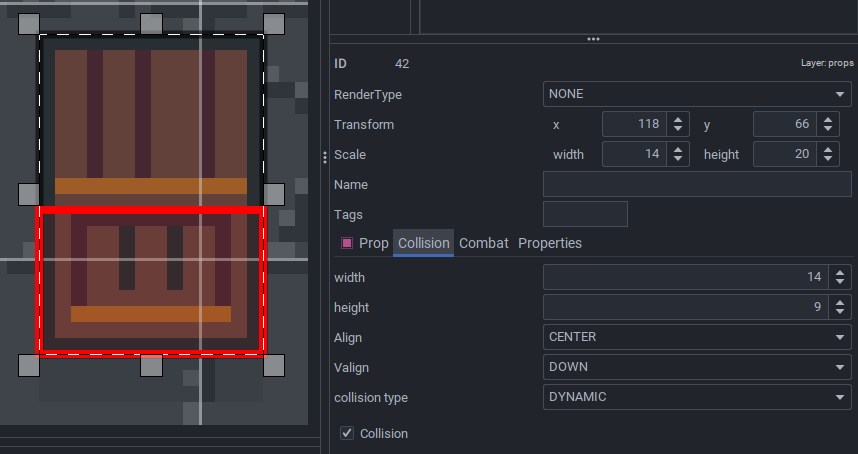 ID 42 Layer: props
RenderType NONE
Transform x 118 y 66
Scale width 14 height 20
Name
Tags
Prop Collision Combat Properties
width 14
height 9
Align CENTER
Valign DOWN
collision type DYNAMIC
Collision